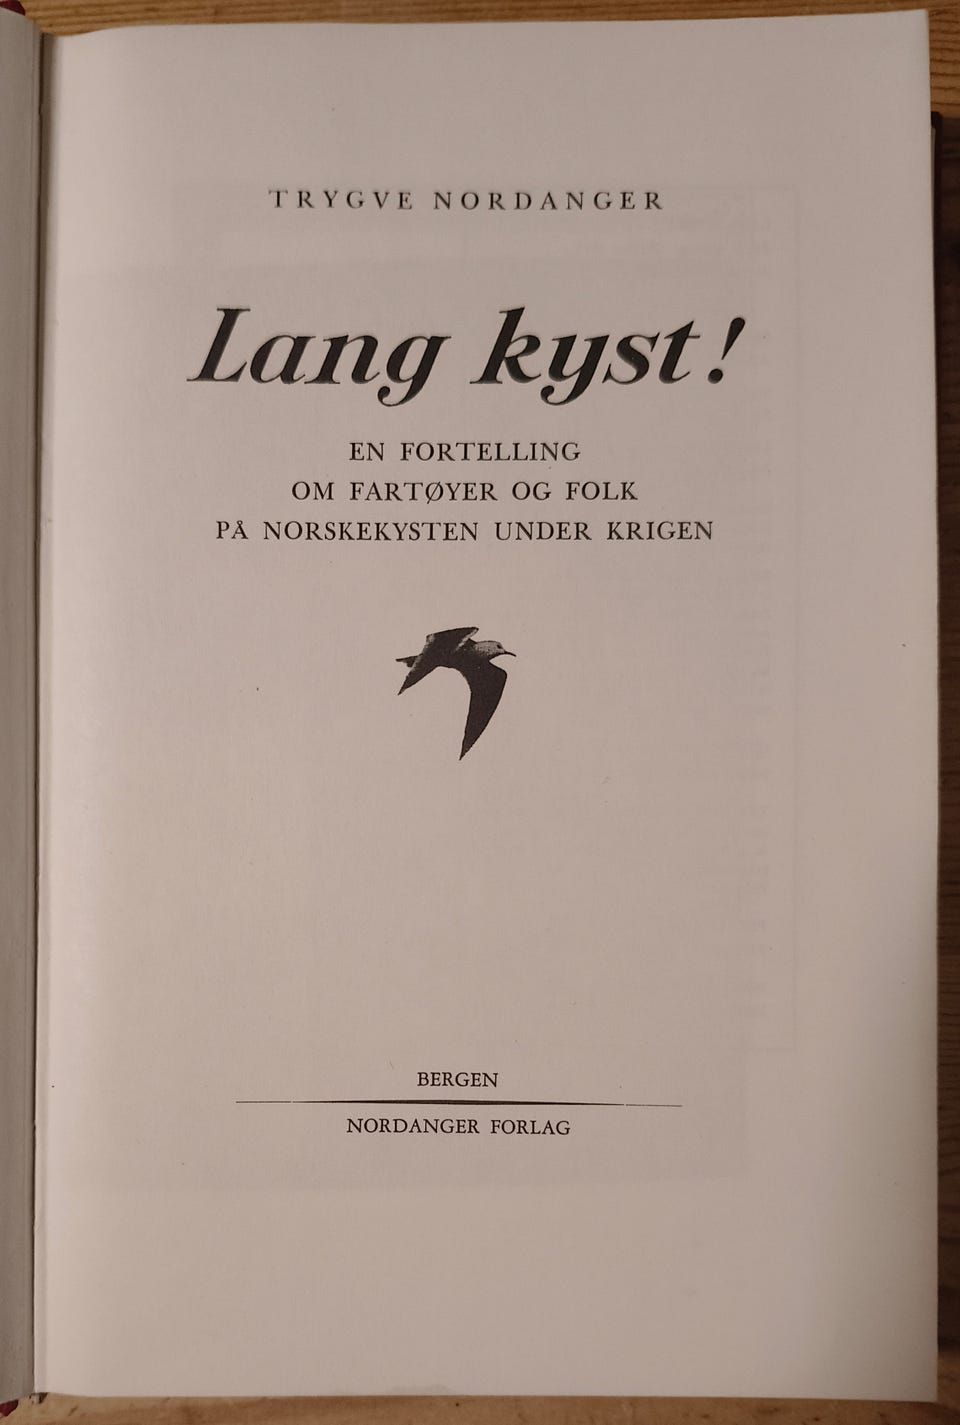 TRYGVE NORDANGER
Lang kyst!
EN FORTELLING
OM FARTØYER OG FOLK
PÅ NORSKEKYSTEN UNDER KRIGEN
BERGEN
NORDANGER FORLAG